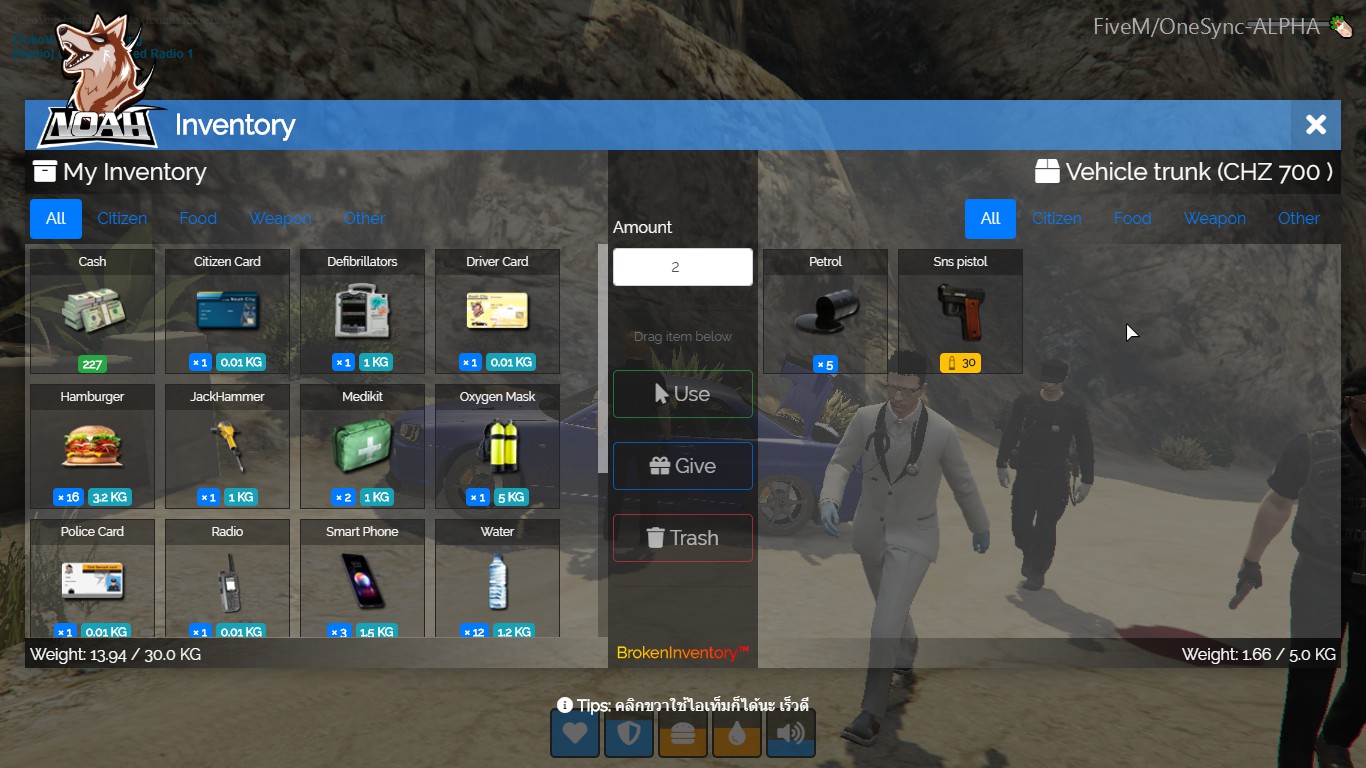 FiveM/OneSync-ALPHA
ed Radio 1
NOAH
Inventory
My Inventory
All Citizen Food Weapon Other
Cash
227
Citizen Card
× 1 0.01 KG
Defibrillators
× 1 1 KG
Driver Card
× 1 0.01 KG
Hamburger
× 16 3.2 KG
JackHammer
× 1 1 KG
Medikit
× 2 1 KG
Oxygen Mask
× 1 5 KG
Police Card
× 1 0.01 KG
Radio
× 1 0.01 KG
Smart Phone
× 3 1.5 KG
Water
× 12 1.2 KG
Weight: 13.94 / 30.0 KG
Amount
2
Drag item below
Use
Give
Trash
BrokenInventory™
Vehicle trunk (CHZ 700 )
All Citizen Food Weapon Other
Petrol
× 5
Sns pistol
30
Weight: 1.66 / 5.0 KG
Tips: คลิกขวาใช้ไอเท็มก็ได้นะ เร็วดี